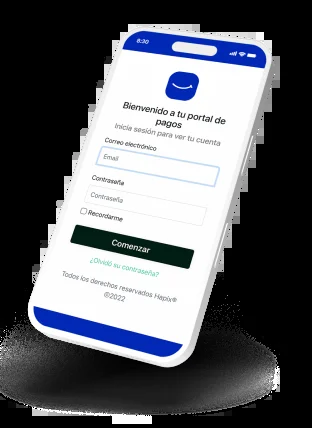 8:30
Bienvenido a tu portal de
pagos
Inicia sesión para ver tu cuenta
Correo electrónico
Email
Contraseña
Contraseña
Recordarme
Comenzar
¿Olvidó su contraseña?
Todos los derechos reservados Hapix®
©2022